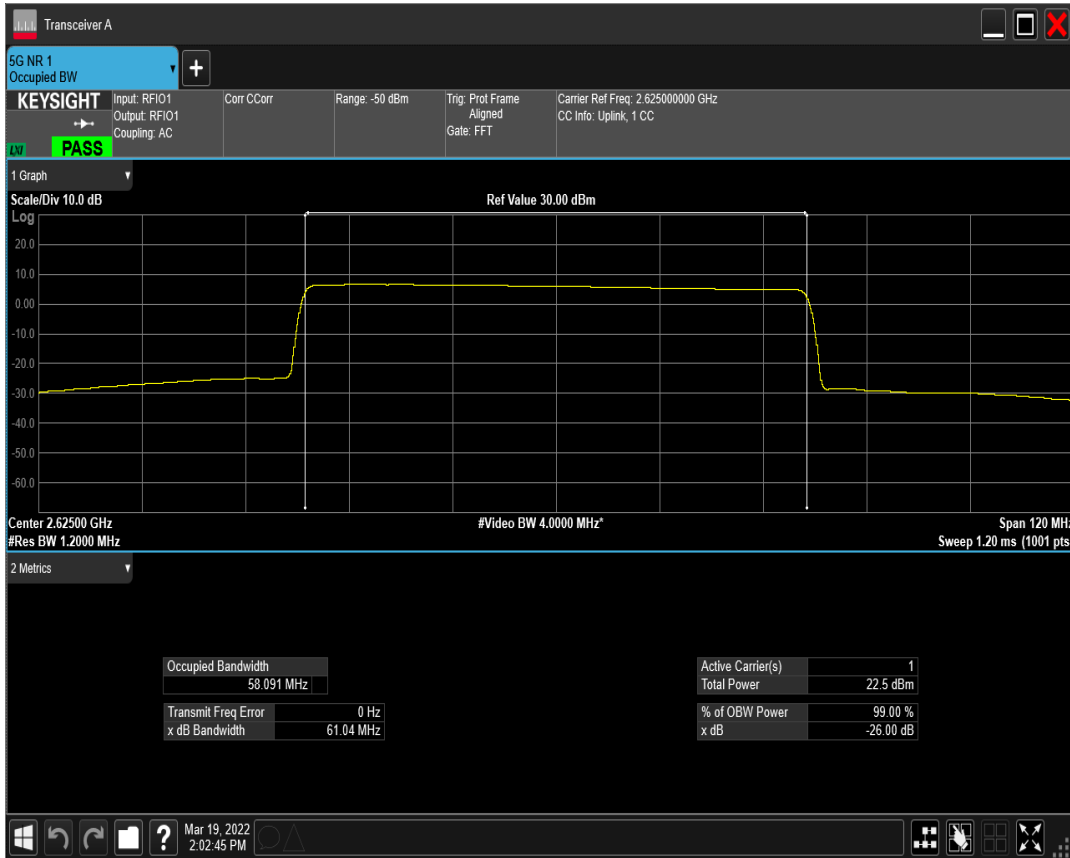 Transceiver A
5G NR 1
Occupied BW
+
KEYSIGHT
LXI
PASS
Input: RFIO1
Output: RFIO1
Coupling: AC
Corr CCorr
Range: -50 dBm
Trig: Prot Frame
Aligned
Gate: FFT
Carrier Ref Freq: 2.625000000 GHz
CC Info: Uplink, 1 CC
1 Graph
Scale/Div 10.0 dB
Ref Value 30.00 dBm
Log
20.0
10.0
0.00
-10.0
-20.0
-30.0
-40.0
-50.0
-60.0
Center 2.62500 GHz
#Video BW 4.0000 MHz*
Span 120 MHz
#Res BW 1.2000 MHz
Sweep 1.20 ms (1001 pts
2 Metrics
Occupied Bandwidth
58.091 MHz
Transmit Freq Error 0 Hz
x dB Bandwidth 61.04 MHz
Active Carrier(s) 1
Total Power 22.5 dBm
% of OBW Power 99.00 %
x dB -26.00 dB
?
Mar 19, 2022
2:02:45 PM